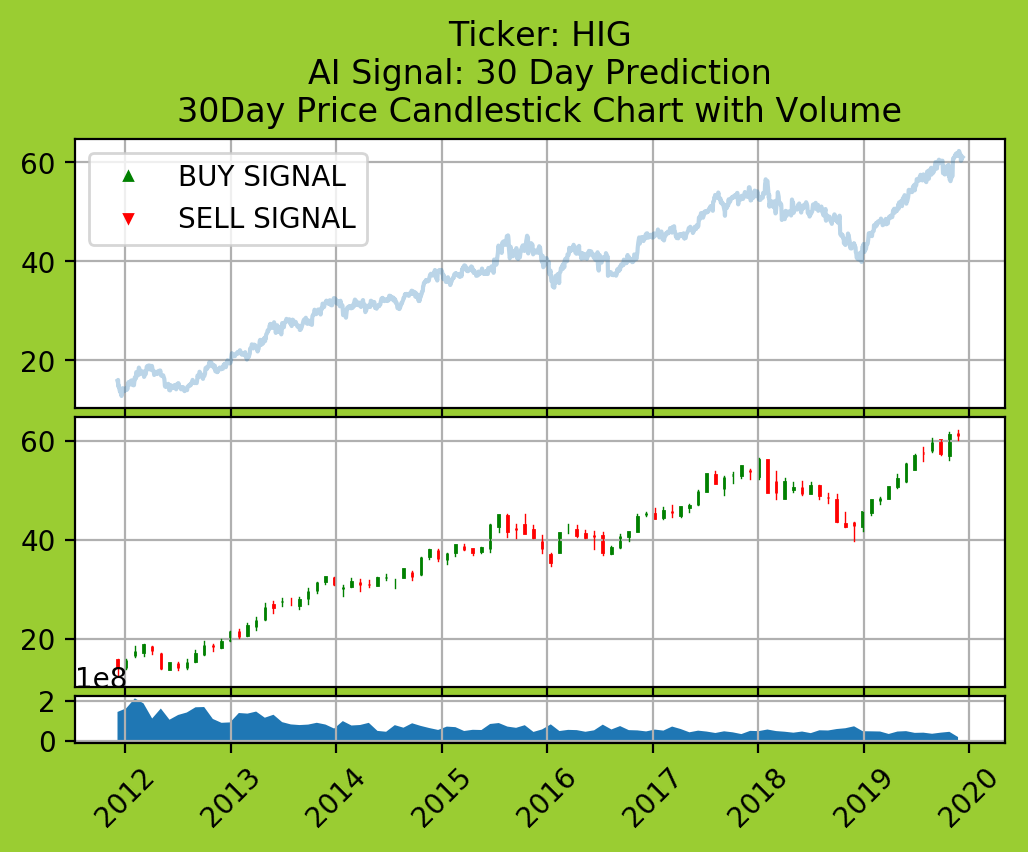 Ticker: HIG
AI Signal: 30 Day Prediction
30Day Price Candlestick Chart with Volume
BUY SIGNAL
SELL SIGNAL
60
40
20
60
40
20
1e8
2
0
2012 2013 2014 2015 2016 2017 2018 2019 2020